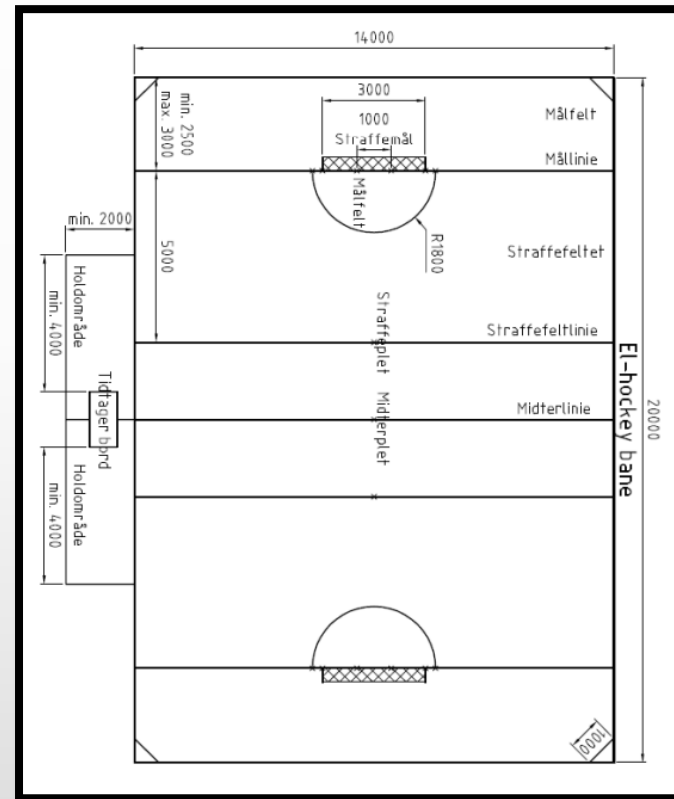 14000
3000
1000
Straffemål
min. 2500
max. 3000
Målfelt
Mållinie
Målfelt
R1800
min. 2000
5000
Straffefeltet
Holdområde
min. 4000
Straffeplet
Straffefeltlinie
El-hockey bane
20000
Tidtager bord
Midterplet
Midterlinie
Holdområde
min. 4000
1000